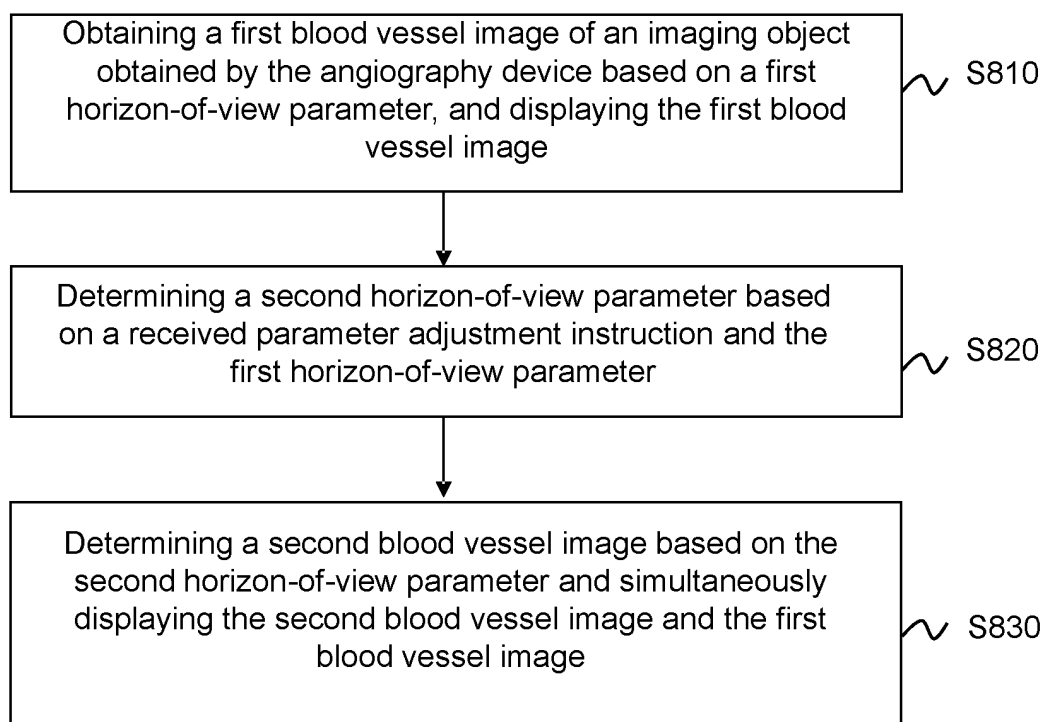 Obtaining a first blood vessel image of an imaging object
obtained by the angiography device based on a first
horizon-of-view parameter, and displaying the first blood
vessel image
S810
Determining a second horizon-of-view parameter based
on a received parameter adjustment instruction and the
first horizon-of-view parameter
S820
Determining a second blood vessel image based on the
second horizon-of-view parameter and simultaneously
displaying the second blood vessel image and the first
blood vessel image
S830